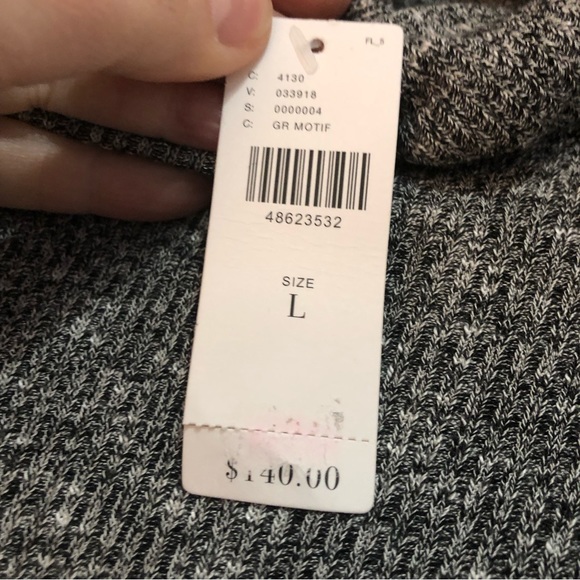 FL_5
C: 4130
V: 033918
S: 0000004
C: GR MOTIF
48623532
SIZE
L
$140.00